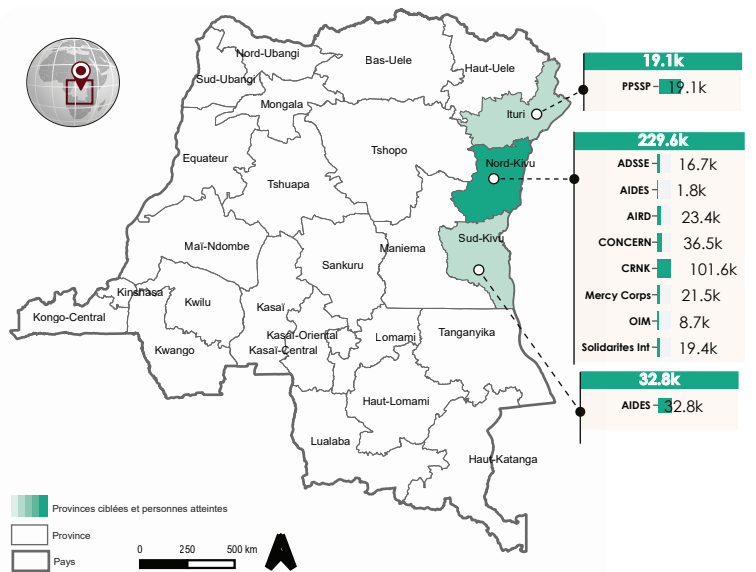 Nord-Ubangi
Bas-Uele
Haut-Uele
Sud-Ubangi
Mongala
Ituri
Equateur
Tshopo
Nord-Kivu
Tshuapa
Maï-Ndombe
Sud-Kivu
Maniema
Sankuru
Kinshasa
Kwilu
Kasaï
Kongo-Central
Kasaï-Oriental
Lomami
Tanganyika
Kwango
Kasaï-Central
Haut-Lomami
Lualaba
Haut-Katanga
19.1k
PPSSP 19.1k
229.6k
ADSSE 16.7k
AIDES 1.8k
AIRD 23.4k
CONCERN 36.5k
CRNK 101.6k
Mercy Corps 21.5k
OIM 8.7k
Solidarites Int 19.4k
32.8k
AIDES 32.8k
Provinces ciblées et personnes atteintes
Province
Pays
0 250 500 km